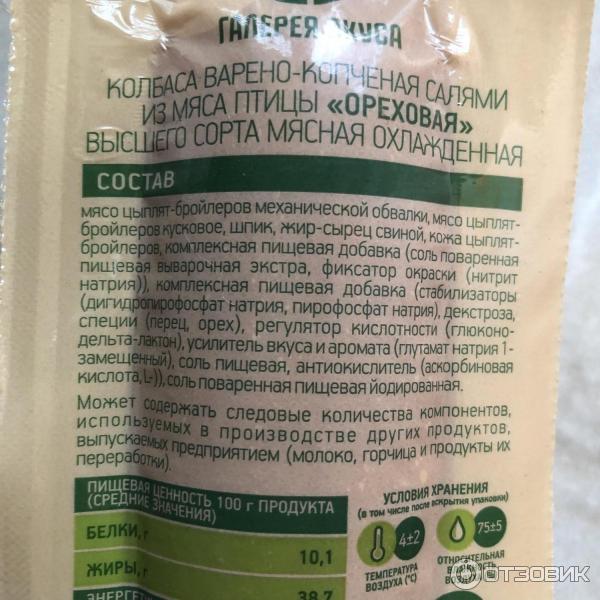 ГАЛЕРЕЯ ВКУСА
КОЛБАСА ВАРЕНО-КОПЧЕНАЯ САЛЯМИ
ИЗ МЯСА ПТИЦЫ «ОРЕХОВАЯ»
ВЫСШЕГО СОРТА МЯСНАЯ ОХЛАЖДЕННАЯ
СОСТАВ
мясо цыплят-бройлеров механической обвалки, мясо цыплят-
бройлеров кусковое, шпик, жир-сырец свиной, кожа цыплят-
бройлеров, комплексная пищевая добавка (соль поваренная
пищевая выварочная экстра, фиксатор окраски (нитрит
натрия)), комплексная пищевая добавка (стабилизаторы
(дигидропирофосфат натрия, пирофосфат натрия), декстроза,
специи (перец, орех), регулятор кислотности (глюконо-
дельта-лактон), усилитель вкуса и аромата (глутамат натрия 1-
замещенный), соль пищевая, антиокислитель (аскорбиновая
кислота, L-)), соль поваренная пищевая йодированная.
Может содержать следовые количества компонентов,
используемых в производстве других продуктов,
выпускаемых предприятием (молоко, горчица и продукты их
переработки).
ПИЩЕВАЯ ЦЕННОСТЬ 100 г ПРОДУКТА
(СРЕДНИЕ ЗНАЧЕНИЯ)
БЕЛКИ, г 10,1
ЖИРЫ, г 38,7
УСЛОВИЯ ХРАНЕНИЯ
(в том числе после вскрытия упаковки)
4±2 75±5
ТЕМПЕРАТУРА
ВОЗДУХА (°С)
ОТНОСИТЕЛЬНАЯ
ВЛАЖНОСТЬ
ОТЗОВИК